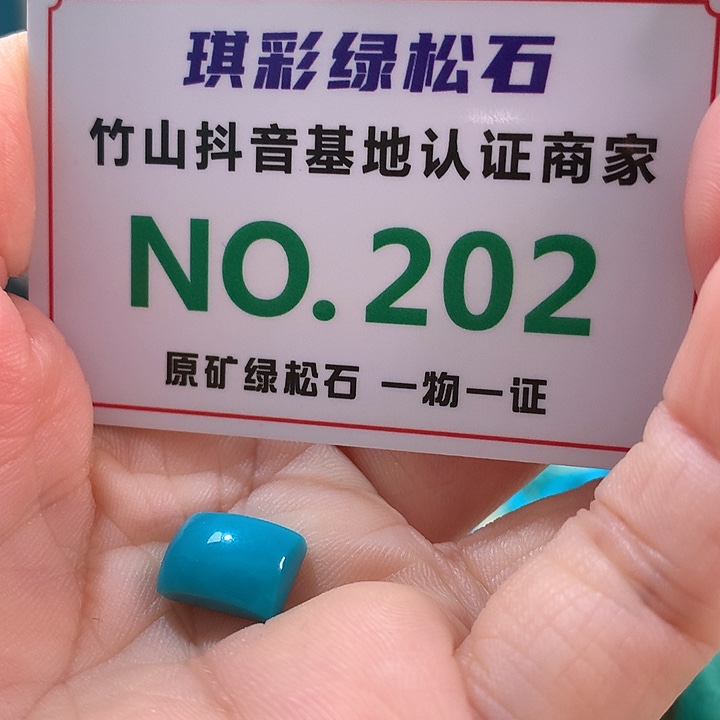 琪彩绿松石
竹山抖音基地认证商家
NO.202
原矿绿松石 一物一证